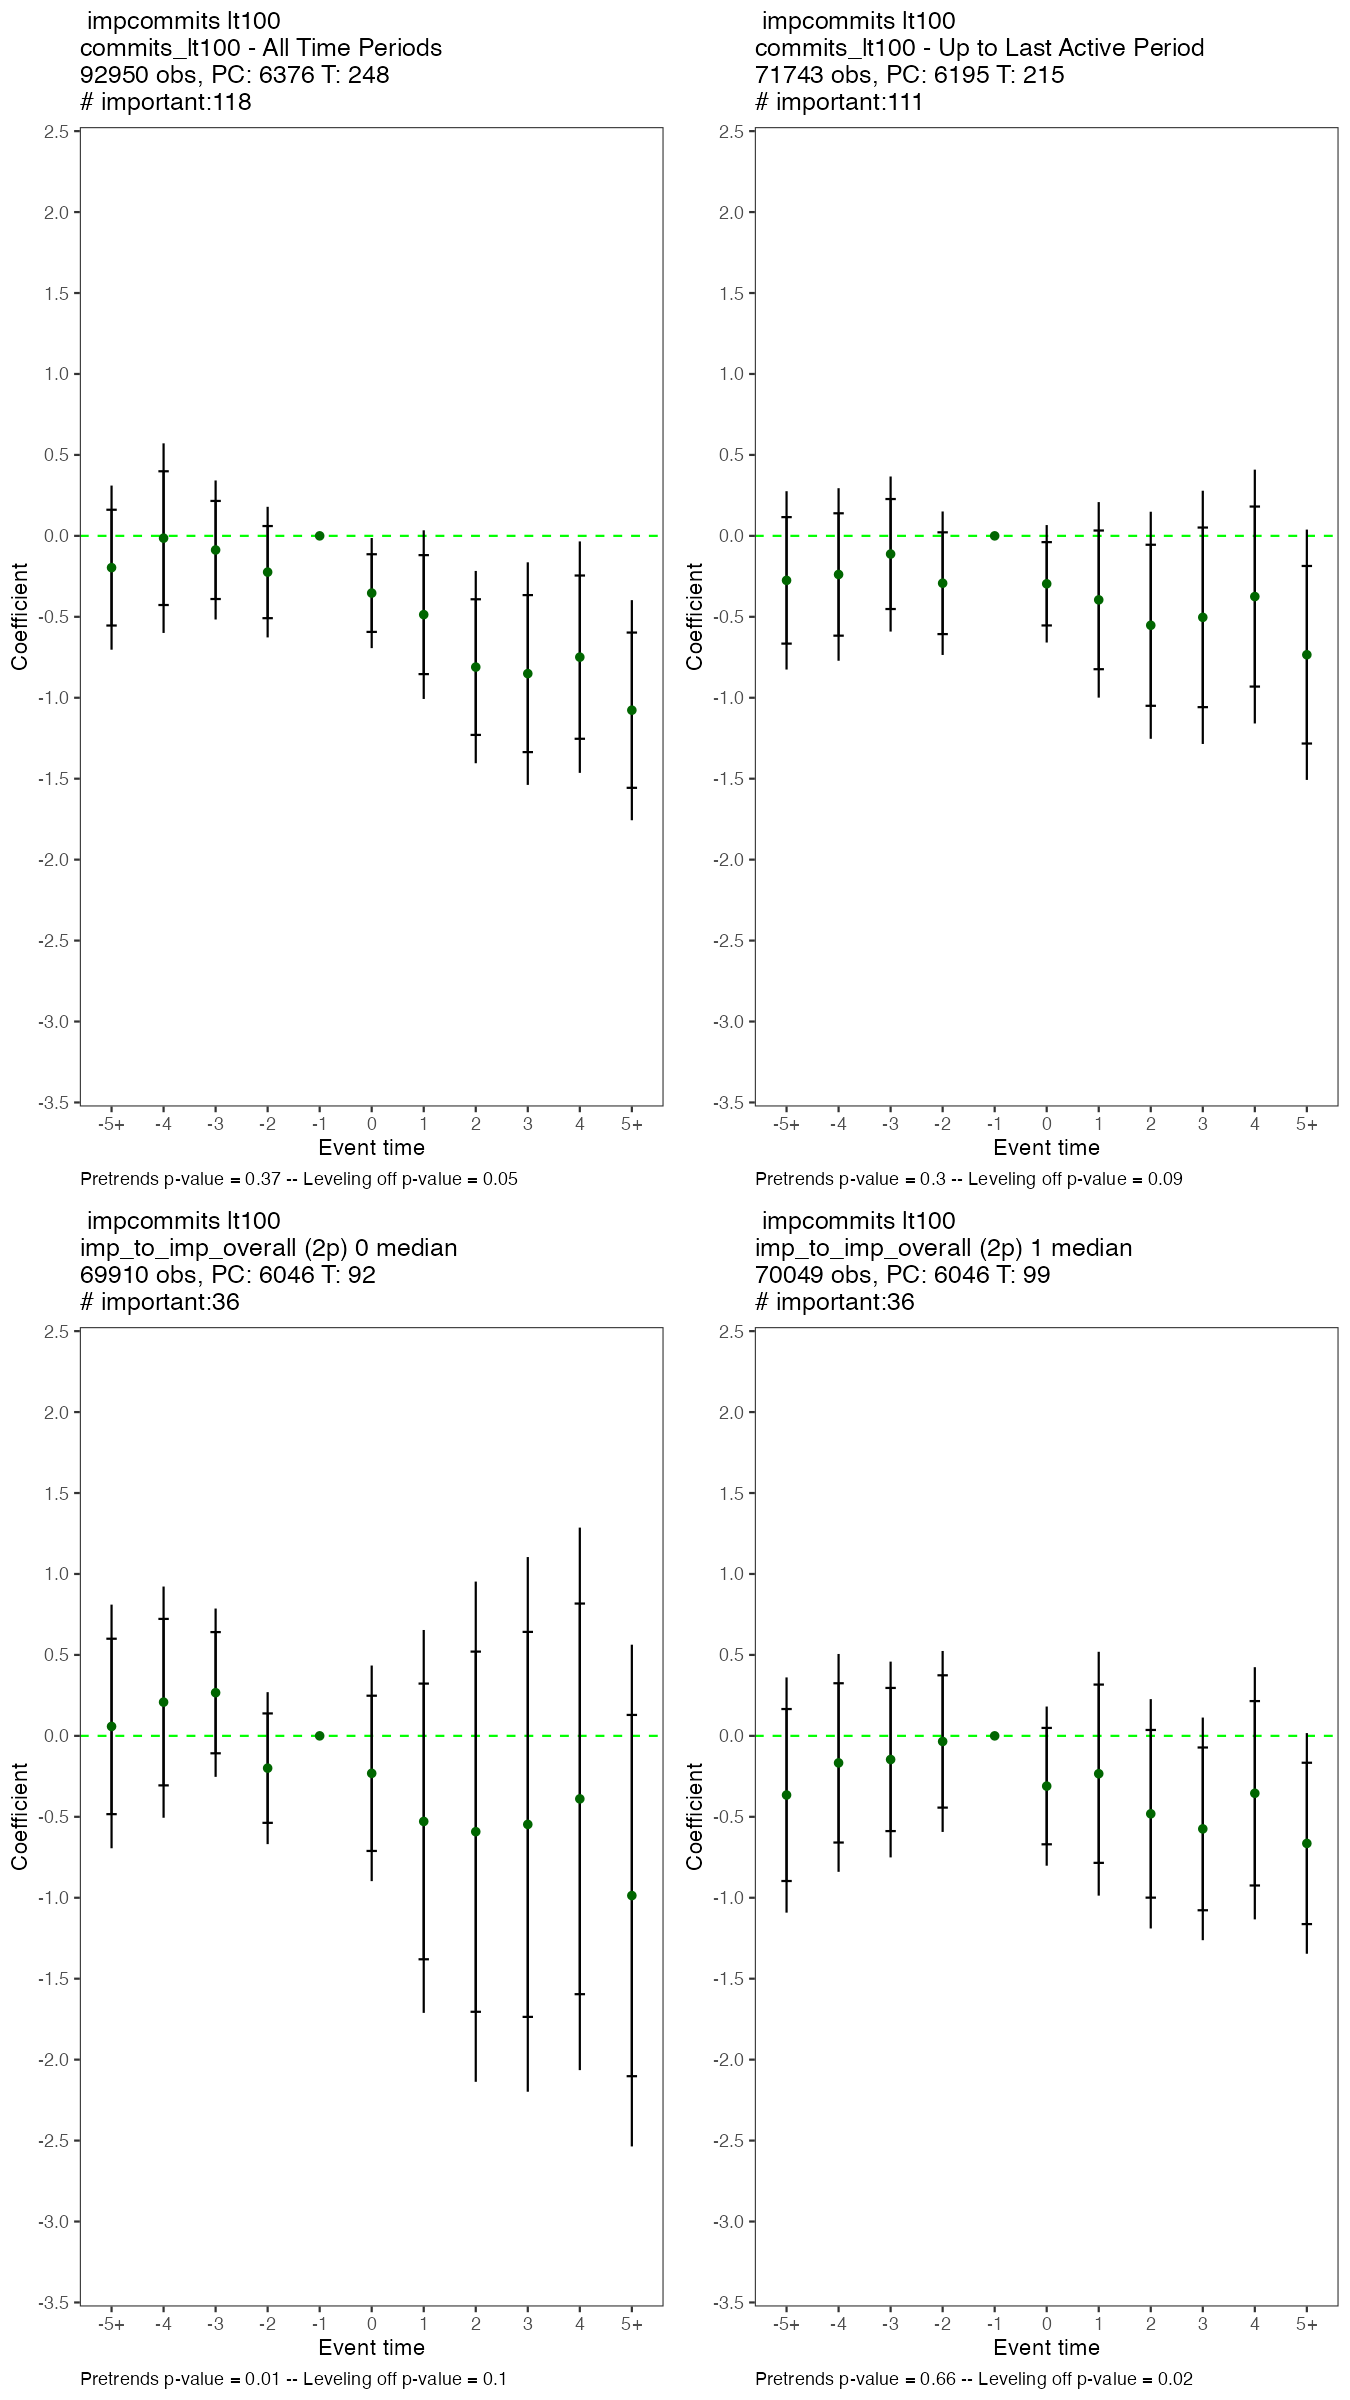 impcommits lt100
commits_lt100 - All Time Periods
92950 obs, PC: 6376 T: 248
# important:118
2.5
2.0
1.5
1.0
0.5
0.0
-0.5
-1.0
-1.5
-2.0
-2.5
-3.0
-3.5
Coefficient
-5+ -4 -3 -2 -1 0 1 2 3 4 5+
Event time
Pretrends p-value = 0.37 -- Leveling off p-value = 0.05
impcommits lt100
commits_lt100 - Up to Last Active Period
71743 obs, PC: 6195 T: 215
# important:111
2.5
2.0
1.5
1.0
0.5
0.0
-0.5
-1.0
-1.5
-2.0
-2.5
-3.0
-3.5
Coefficient
-5+ -4 -3 -2 -1 0 1 2 3 4 5+
Event time
Pretrends p-value = 0.3 -- Leveling off p-value = 0.09
impcommits lt100
imp_to_imp_overall (2p) 0 median
69910 obs, PC: 6046 T: 92
# important:36
2.5
2.0
1.5
1.0
0.5
0.0
-0.5
-1.0
-1.5
-2.0
-2.5
-3.0
-3.5
Coefficient
-5+ -4 -3 -2 -1 0 1 2 3 4 5+
Event time
Pretrends p-value = 0.01 -- Leveling off p-value = 0.1
impcommits lt100
imp_to_imp_overall (2p) 1 median
70049 obs, PC: 6046 T: 99
# important:36
2.5
2.0
1.5
1.0
0.5
0.0
-0.5
-1.0
-1.5
-2.0
-2.5
-3.0
-3.5
Coefficient
-5+ -4 -3 -2 -1 0 1 2 3 4 5+
Event time
Pretrends p-value = 0.66 -- Leveling off p-value = 0.02